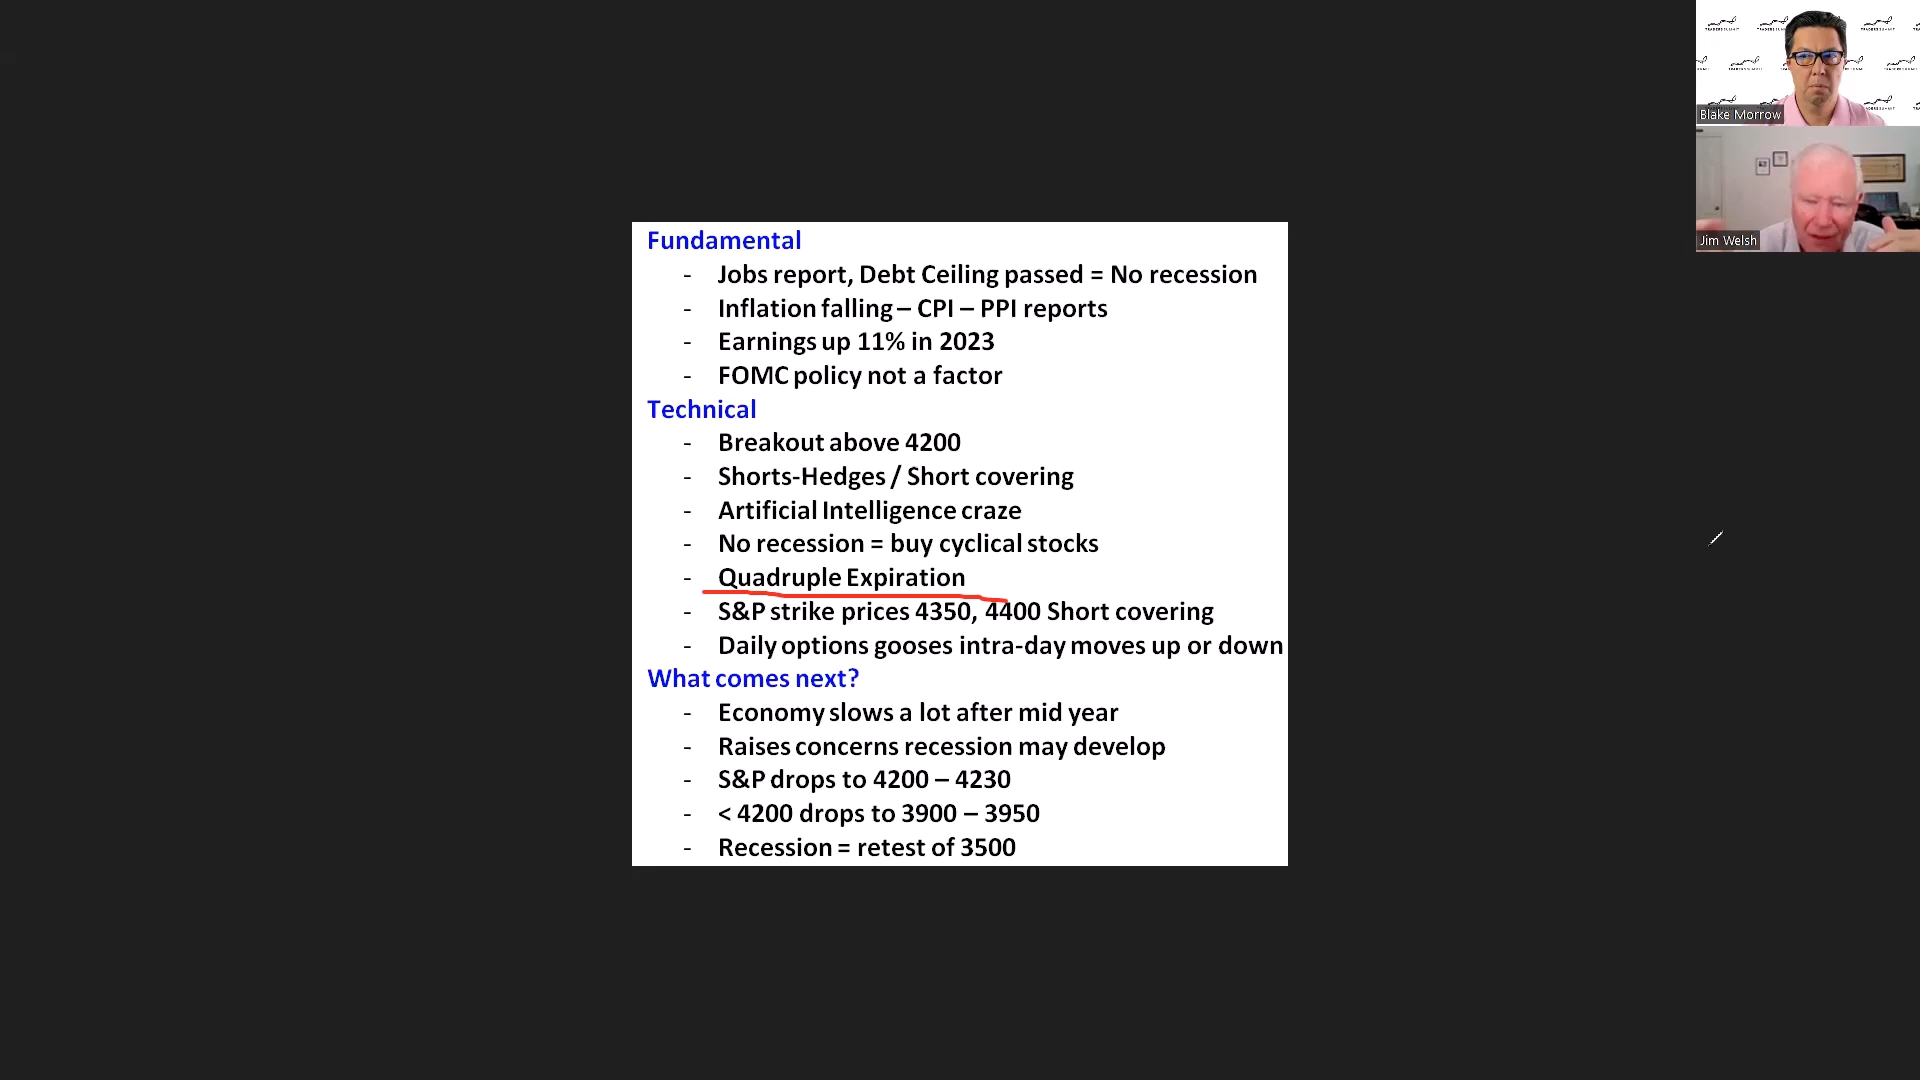 Blake Morrow
Jim Welsh
Fundamental
- Jobs report, Debt Ceiling passed = No recession
- Inflation falling – CPI – PPI reports
- Earnings up 11% in 2023
- FOMC policy not a factor
Technical
- Breakout above 4200
- Shorts-Hedges / Short covering
- Artificial Intelligence craze
- No recession = buy cyclical stocks
- Quadruple Expiration
- S&P strike prices 4350, 4400 Short covering
- Daily options gooses intra-day moves up or down
What comes next?
- Economy slows a lot after mid year
- Raises concerns recession may develop
- S&P drops to 4200 – 4230
- < 4200 drops to 3900 – 3950
- Recession = retest of 3500